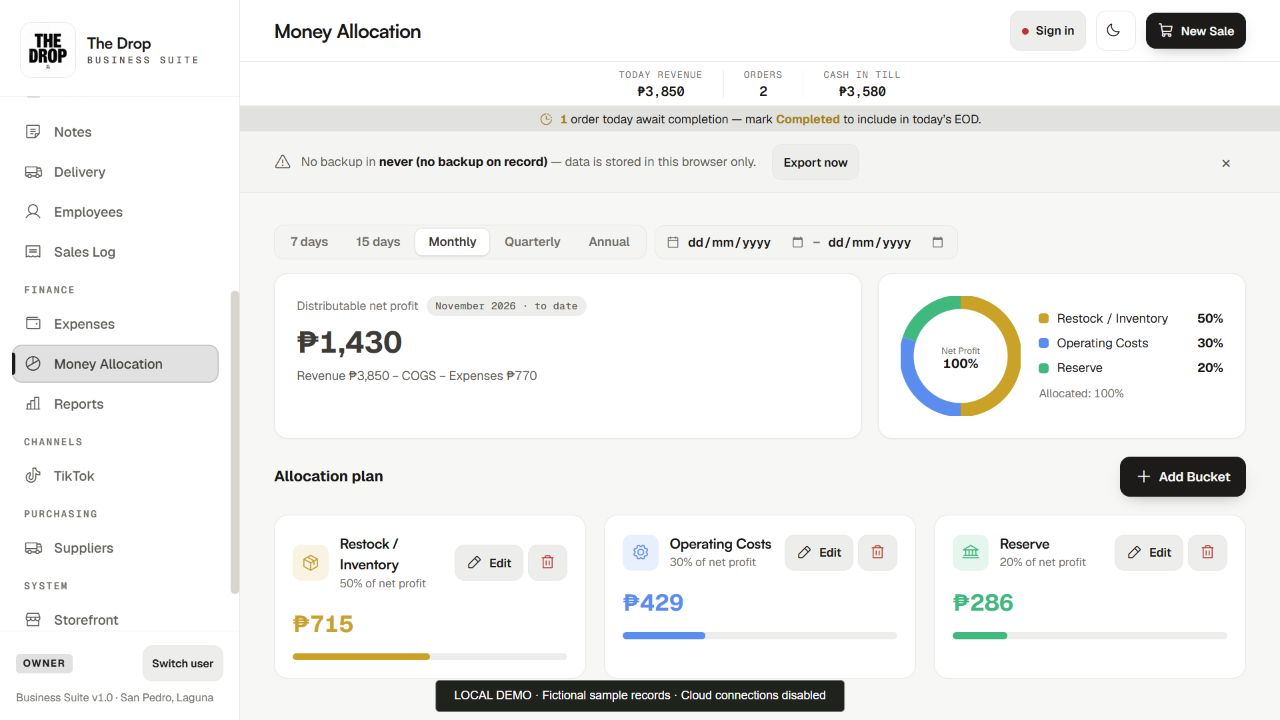 THE
DROP
The Drop
BUSINESS SUITE
Notes
Delivery
Employees
Sales Log
FINANCE
Expenses
Money Allocation
Reports
CHANNELS
TikTok
PURCHASING
Suppliers
SYSTEM
Storefront
OWNER
Switch user
Business Suite v1.0 · San Pedro, Laguna
Money Allocation
Sign in
New Sale
TODAY REVENUE
₱3,850
ORDERS
2
CASH IN TILL
₱3,580
1 order today await completion — mark Completed to include in today's EOD.
No backup in never (no backup on record) — data is stored in this browser only.
Export now
×
7 days
15 days
Monthly
Quarterly
Annual
dd/mm/yyyy – dd/mm/yyyy
Distributable net profit
November 2026 · to date
₱1,430
Revenue ₱3,850 – COGS – Expenses ₱770
Net Profit
100%
Restock / Inventory 50%
Operating Costs 30%
Reserve 20%
Allocated: 100%
Allocation plan
Add Bucket
Restock /
Inventory
50% of net profit
Edit
₱715
Operating Costs
30% of net profit
Edit
₱429
Reserve
20% of net profit
Edit
₱286
LOCAL DEMO · Fictional sample records · Cloud connections disabled